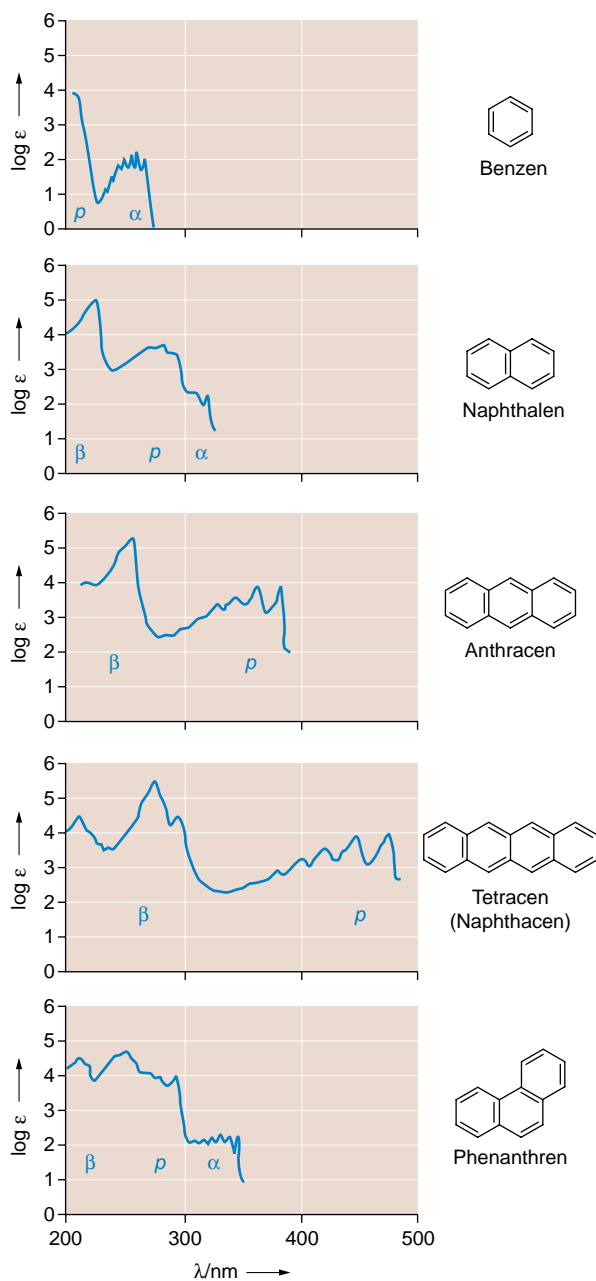 6
5
4
3
2
1
0
log ε
p
α
Benzen
6
5
4
3
2
1
0
log ε
β
p
α
Naphthalen
6
5
4
3
2
1
0
log ε
β
p
Anthracen
6
5
4
3
2
1
0
log ε
β
p
Tetracen
(Naphthacen)
6
5
4
3
2
1
0
log ε
β
p
α
Phenanthren
200 300 400 500
λ/nm